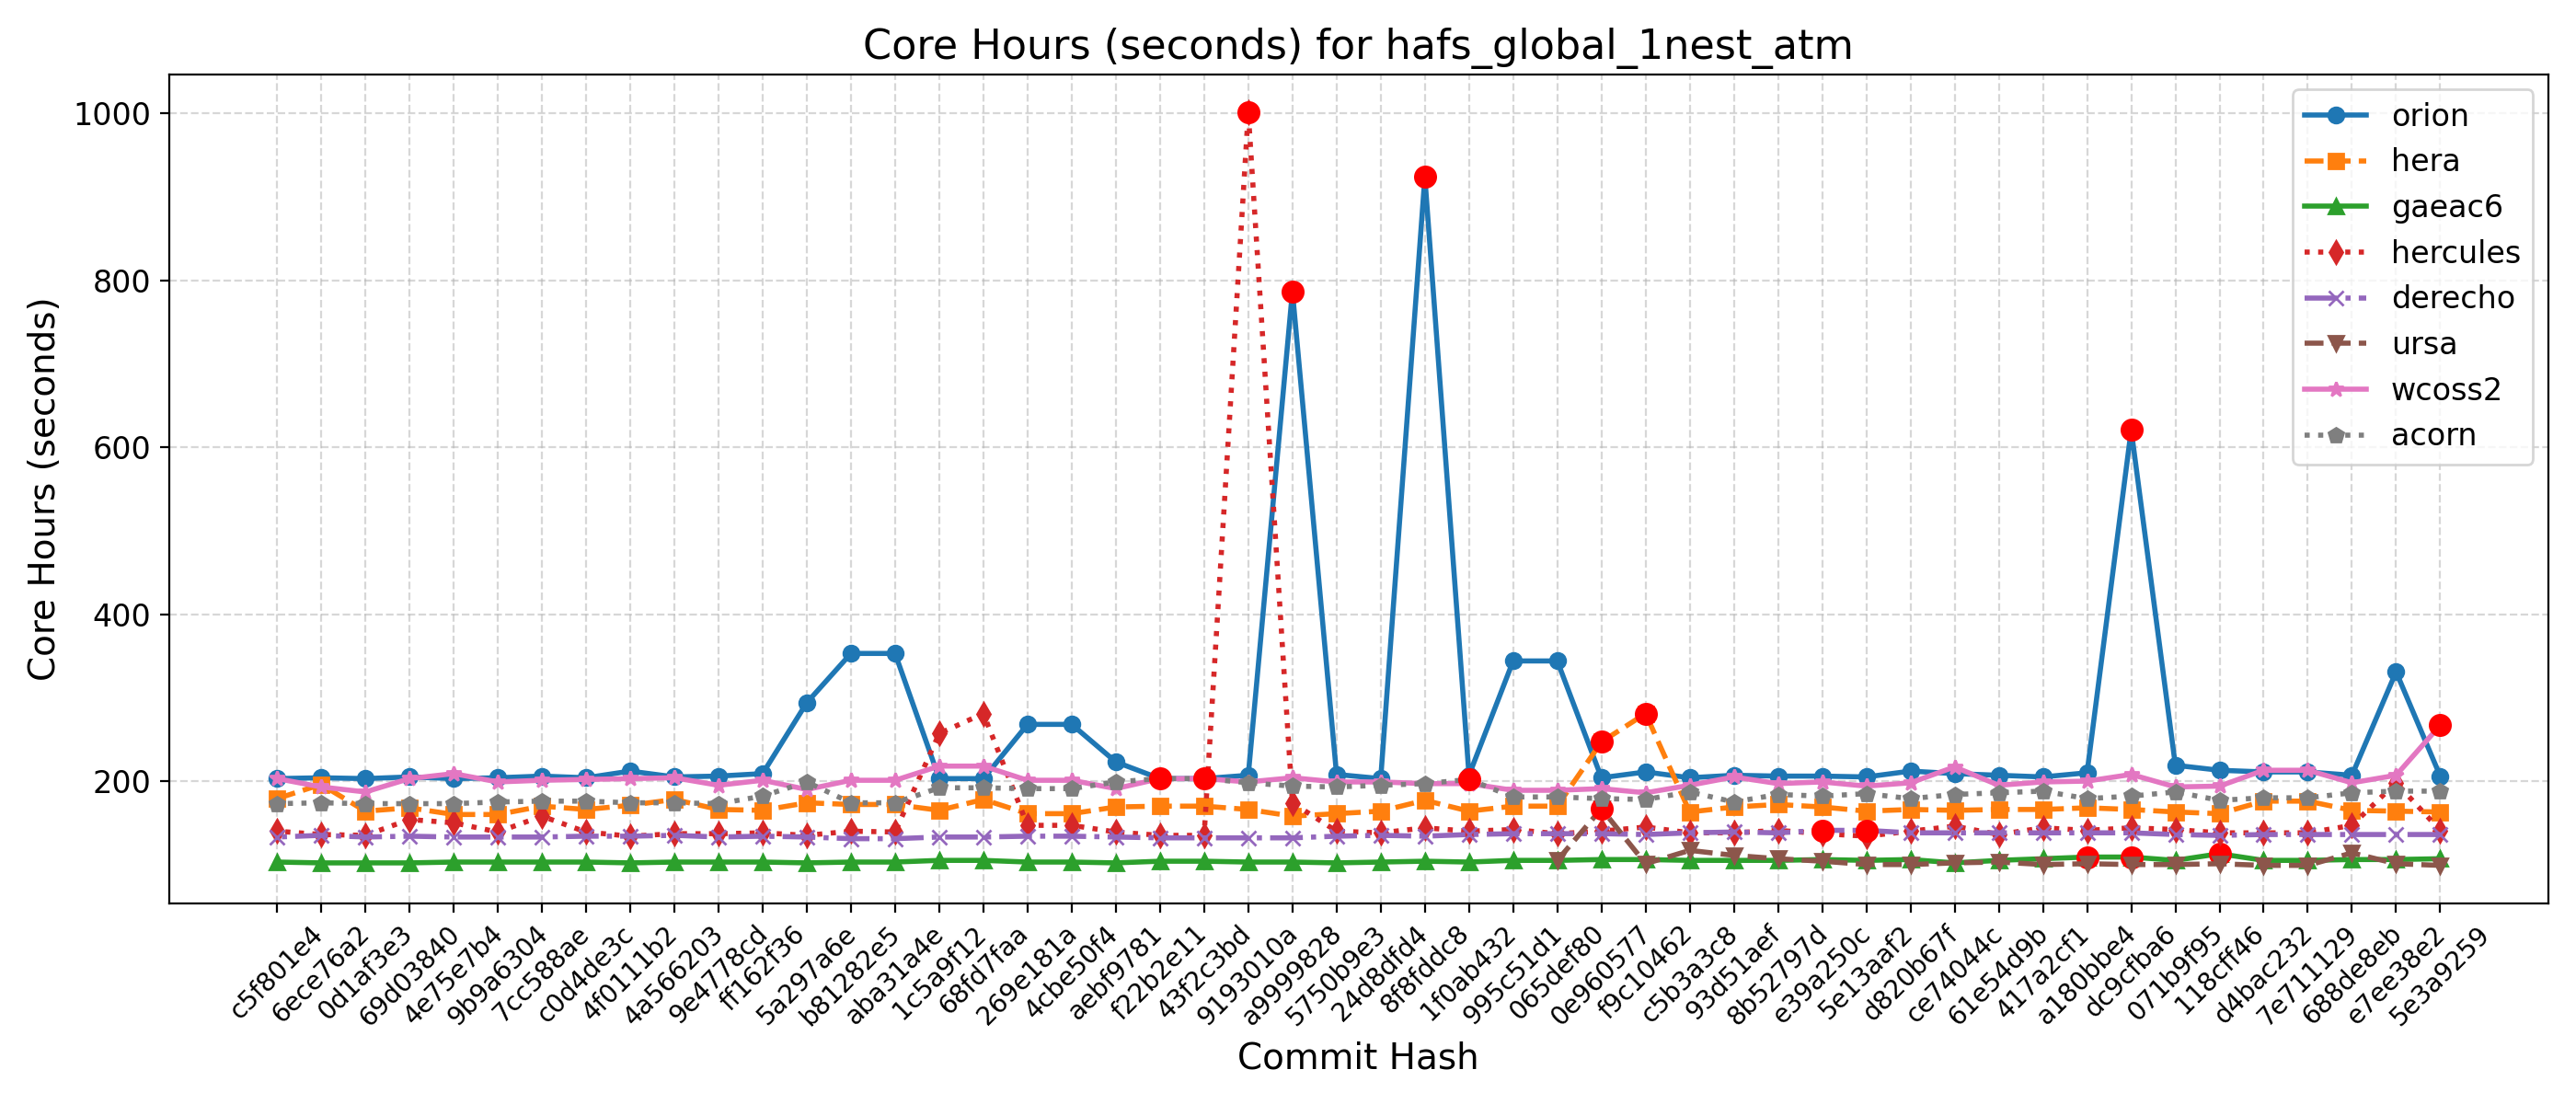 Core Hours (seconds) for hafs_global_1nest_atm
Core Hours (seconds)
1000
800
600
400
200
orion
hera
gaeac6
hercules
derecho
ursa
wcoss2
acorn
c5f801e4
6ece76a2
0d1af3e3
69d03840
4e75e7b4
9b9a6304
7cc588ae
c0d4de3c
4f0111b2
4a566203
9e4778cd
ff162f36
5a297a6e
b81282e5
aba31a4e
1c5a9f12
68fd7faa
269e181a
4cbe50f4
aebf9781
f22b2e11
43f2c3bd
9193010a
a9999828
5750b9e3
24d8dfd4
8f8fddc8
1f0ab432
995c51d1
065def80
0e960577
f9c10462
c5b3a3c8
93d51aef
8b52797d
e39a250c
5e13aaf2
d820b67f
ce74044c
61e54d9b
417a2cf1
a180bbe4
dc9cfba6
071b9f95
118cff46
d4bac232
7e711129
688de8eb
e7ee38e2
5e3a9259
Commit Hash